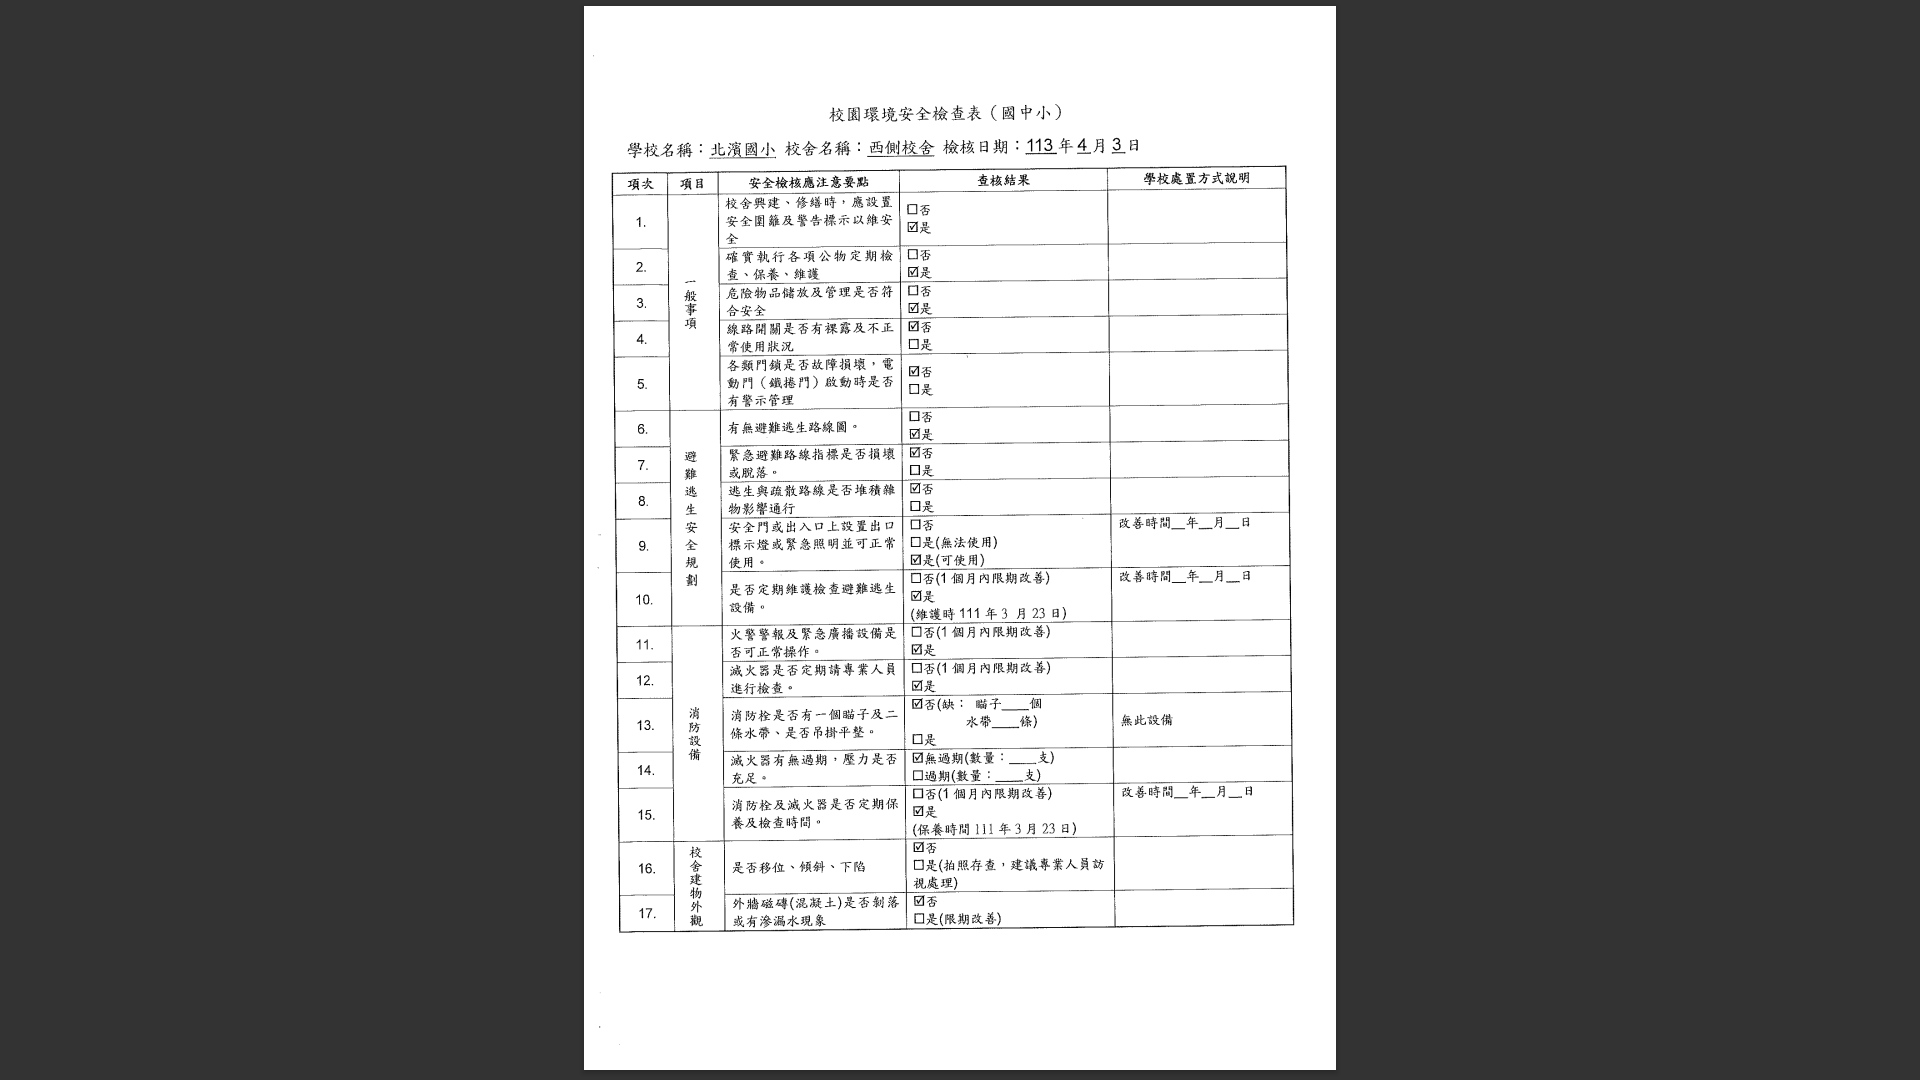 校園環境安全檢查表（國中小）
學校名稱：北濱國小 校舍名稱：西側校舍 檢核日期：113年4月3日
項次 項目 安全檢核應注意要點 查核結果 學校處置方式說明
一般事項
1. 校舍興建、修繕時，應設置
安全圍籬及警告標示以維安
全
☐否
☑是
2. 確實執行各項公物定期檢
查、保養、維護
☐否
☑是
3. 危險物品儲放及管理是否符
合安全
☐否
☑是
4. 線路開關是否有裸露及不正
常使用狀況
☑否
☐是
5. 各類門鎖是否故障損壞，電
動門（鐵捲門）啟動時是否
有警示管理
☑否
☐是
避難逃生安全規劃
6. 有無避難逃生路線圖。
☐否
☑是
7. 緊急避難路線指標是否損壞
或脫落。
☑否
☐是
8. 逃生與疏散路線是否堆積雜
物影響通行
☑否
☐是
9. 安全門或出入口上設置出口
標示燈或緊急照明並可正常
使用。
☐否
☐是(無法使用)
☑是(可使用)
改善時間__年__月__日
10. 是否定期維護檢查避難逃生
設備。
☐否(1 個月內限期改善)
☑是
(維護時 111 年 3 月 23 日)
改善時間__年__月__日
消防設備
11. 火警警報及緊急廣播設備是
否可正常操作。
☐否(1 個月內限期改善)
☑是
12. 滅火器是否定期請專業人員
進行檢查。
☐否(1 個月內限期改善)
☑是
13. 消防栓是否有一個瞄子及二
條水帶、是否吊掛平整。
☑否(缺： 瞄子____個
水帶____條)
☐是
無此設備
14. 滅火器有無過期，壓力是否
充足。
☑無過期(數量：____支)
☐過期(數量：____支)
15. 消防栓及滅火器是否定期保
養及檢查時間。
☐否(1 個月內限期改善)
☑是
(保養時間 111 年 3 月 23 日)
改善時間__年__月__日
校舍建物外觀
16. 是否移位、傾斜、下陷
☑否
☐是(拍照存查，建議專業人員訪
視處理)
17. 外牆磁磚(混凝土)是否剝落
或有滲漏水現象
☑否
☐是(限期改善)